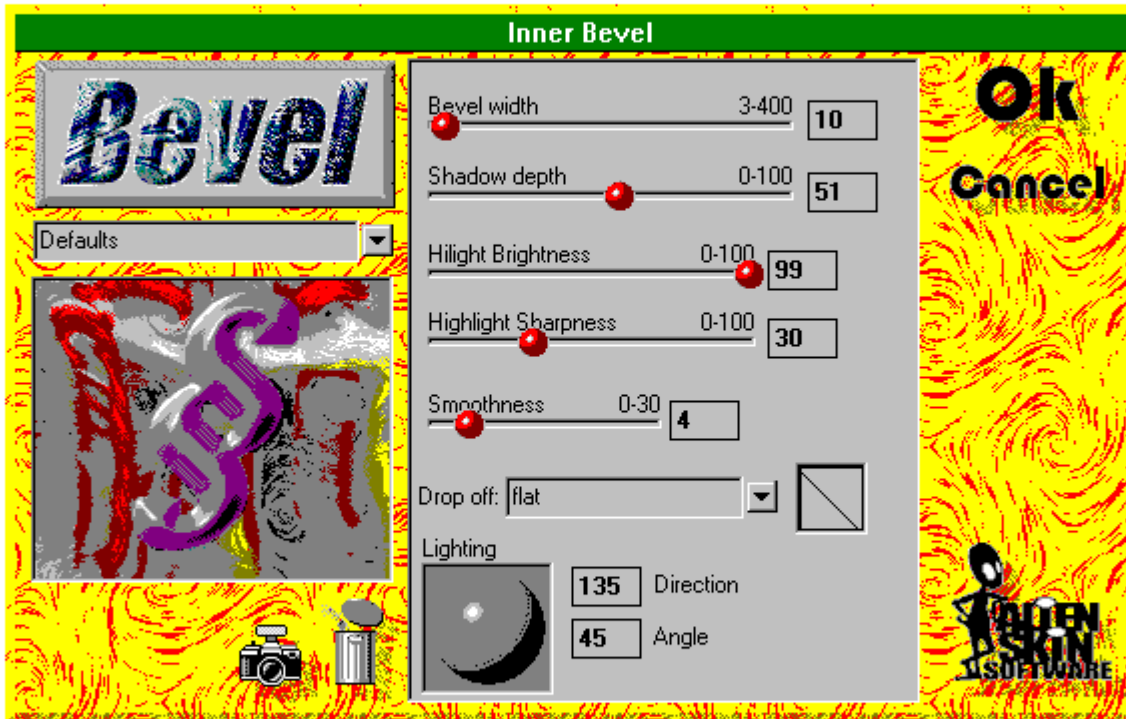 Inner Bevel
Bevel
Defaults
Bevel width 3-400 10
Shadow depth 0-100 51
Hilight Brightness 0-100 99
Highlight Sharpness 0-100 30
Smoothness 0-30 4
Drop off: flat
Lighting
135 Direction
45 Angle
Ok
Cancel
ALIEN
SKIN
SOFTWARE